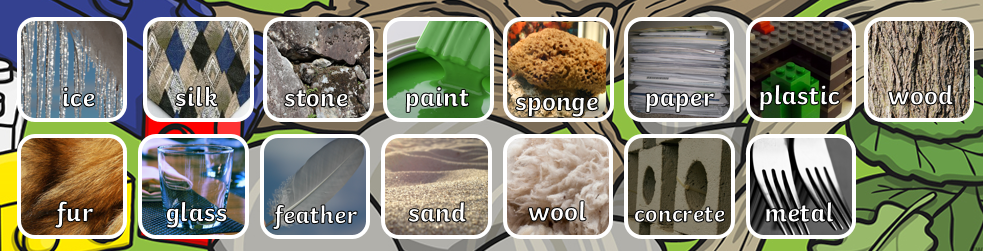 ice
silk
stone
paint
sponge
paper
plastic
wood
fur
glass
feather
sand
wool
concrete
metal